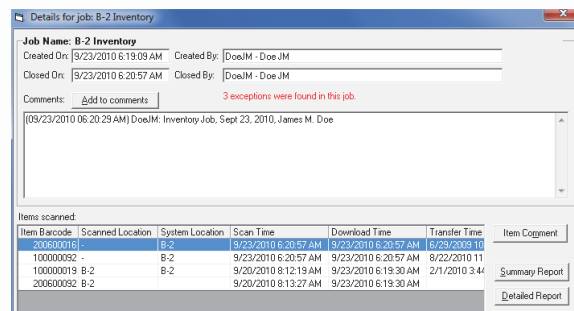 Details for job: B-2 Inventory
Job Name: B-2 Inventory
Created On: 9/23/2010 6:19:09 AM Created By: DoeJM - Doe JM
Closed On: 9/23/2010 6:20:57 AM Closed By: DoeJM - Doe JM
Comments: Add to comments 3 exceptions were found in this job.
(09/23/2010 06:20:29 AM) DoeJM: Inventory Job, Sept 23, 2010, James M. Doe
Items scanned:
Item Barcode Scanned Location System Location Scan Time Download Time Transfer Time Item Comment
200600016 - B-2 9/23/2010 6:20:57 AM 9/23/2010 6:20:57 AM 6/29/2009 10
100000092 - B-2 9/23/2010 6:20:57 AM 9/23/2010 6:20:57 AM 8/22/2010 11
100000019 B-2 B-2 9/20/2010 8:12:19 AM 9/23/2010 6:19:30 AM 2/1/2010 3:44 Summary Report
200600092 B-2 9/20/2010 8:13:27 AM 9/23/2010 6:19:30 AM
Detailed Report